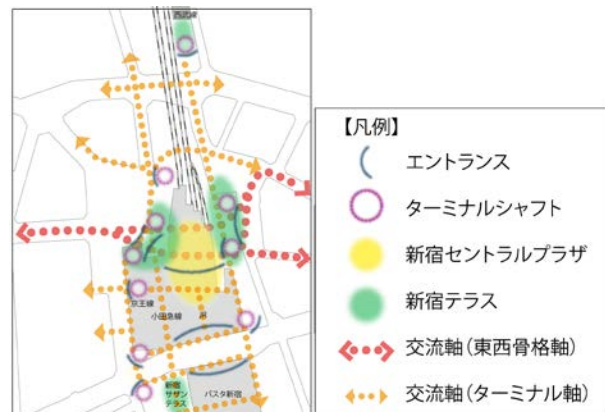 西武線
京王線
小田急線
JR
新宿
サザン
テラス
バスタ新宿
【凡例】
エントランス
ターミナルシャフト
新宿セントラルプラザ
新宿テラス
交流軸(東西骨格軸)
交流軸(ターミナル軸)